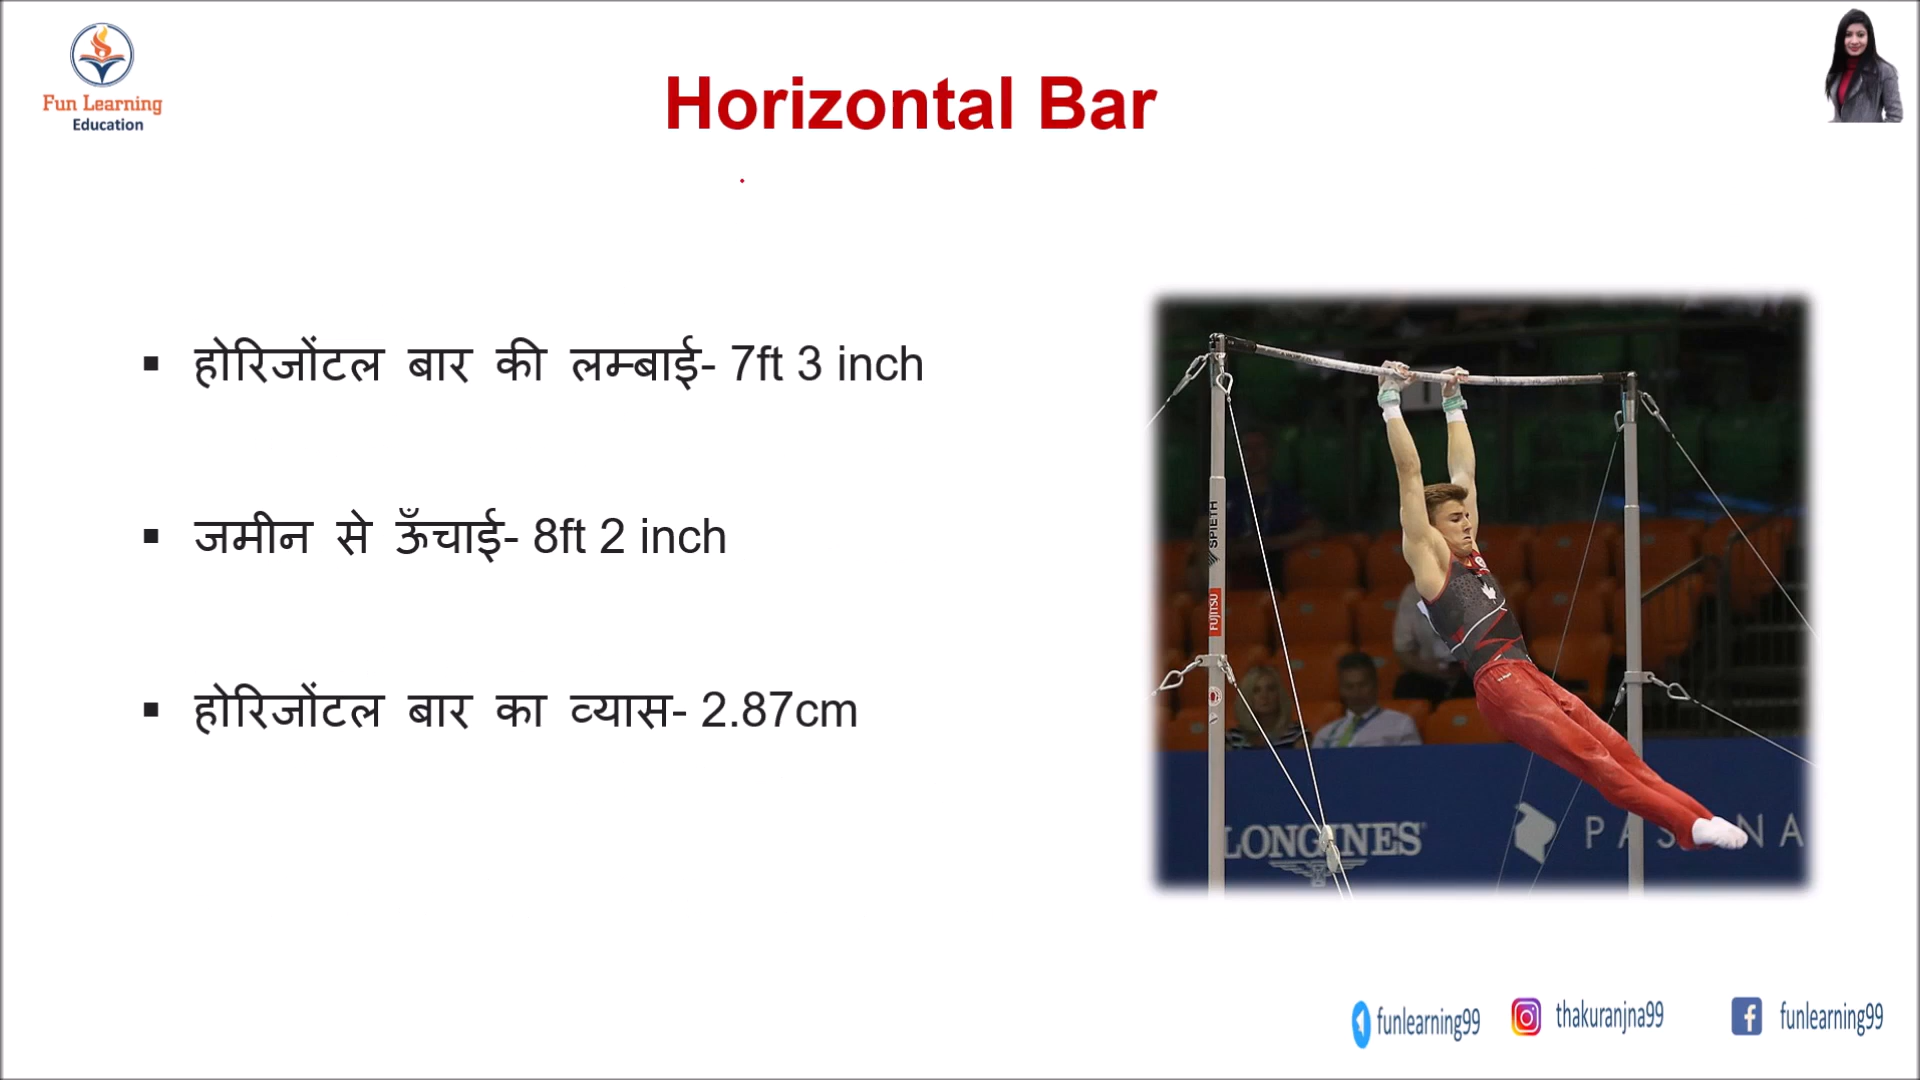 Fun Learning
Education
Horizontal Bar
होरिजोंटल बार की लम्बाई- 7ft 3 inch
जमीन से ऊँचाई- 8ft 2 inch
होरिजोंटल बार का व्यास- 2.87cm
SPIETH
FUJITSU
LONGINES
funlearning99
thakuranjna99
funlearning99